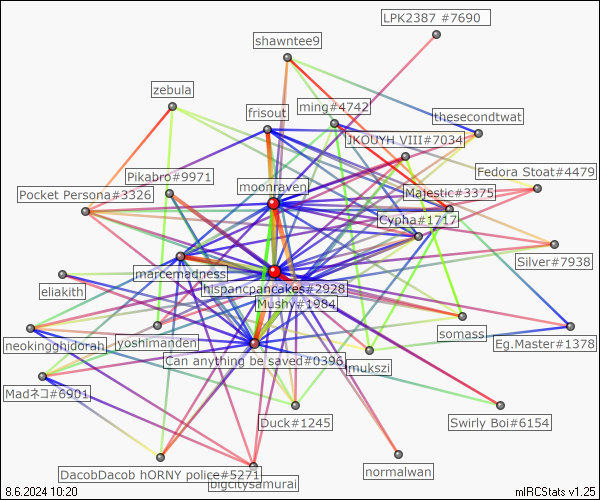 LPK2387 #7690
shawntee9
zebula
ming#4742
frisout
thesecondtwat
JKOUYH VIII#7034
Pikabro#9971
Fedora Stoat#4479
moonraven
Majestic#3375
Pocket Persona#3326
Cypha#1717
Silver#7938
marcemadness
hispancpancakes#2928
eliakith
Mushy#1984
somass
yoshimanden
Eg.Master#1378
neokingghidorah
Can anything be saved#0396
mukszi
Madネコ#6901
Duck#1245
Swirly Boi#6154
DacobDacob hORNY police#5271
normalwan
bigcitysamurai
8.6.2024 10:20
mIRCStats v1.25